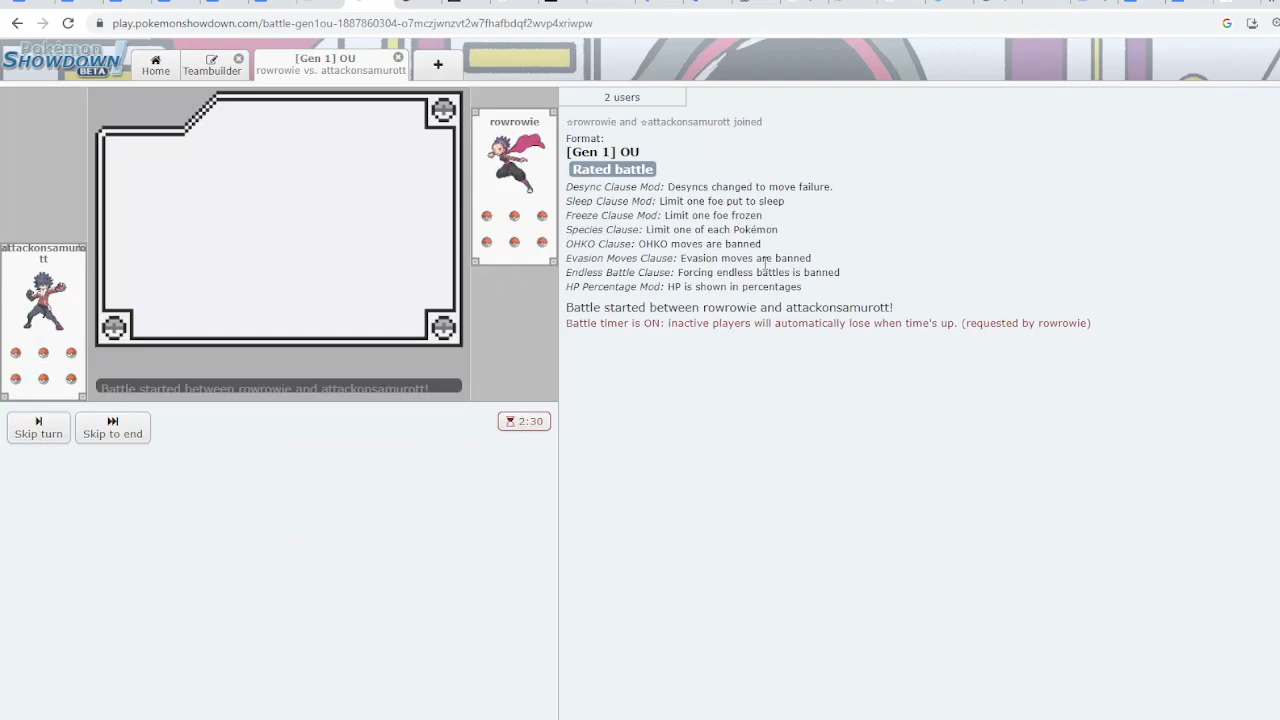 play.pokemonshowdown.com/battle-gen1ou-1887860304-o7mczjwnzvt2w7fhafbdqf2wvp4xriwpw
Pokémon
SHOWDOWN!
BETA
Home
Teambuilder
[Gen 1] OU
rowrowie vs. attackonsamurott
+
2 users
☆rowrowie and ☆attackonsamurott joined
Format:
[Gen 1] OU
Rated battle
Desync Clause Mod: Desyncs changed to move failure.
Sleep Clause Mod: Limit one foe put to sleep
Freeze Clause Mod: Limit one foe frozen
Species Clause: Limit one of each Pokémon
OHKO Clause: OHKO moves are banned
Evasion Moves Clause: Evasion moves are banned
Endless Battle Clause: Forcing endless battles is banned
HP Percentage Mod: HP is shown in percentages
Battle started between rowrowie and attackonsamurott!
Battle timer is ON: inactive players will automatically lose when time's up. (requested by rowrowie)
rowrowie
attackonsamuro
tt
Battle started between rowrowie and attackonsamurott!
Skip turn
Skip to end
2:30